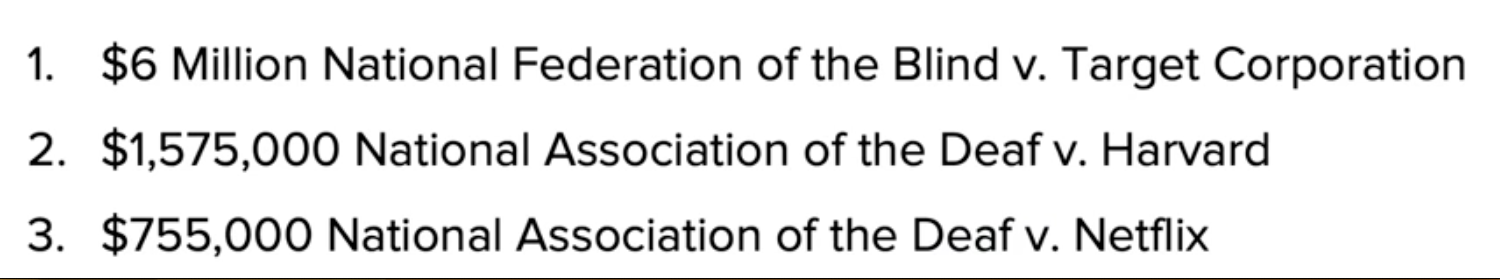 1. $6 Million National Federation of the Blind v. Target Corporation
2. $1,575,000 National Association of the Deaf v. Harvard
3. $755,000 National Association of the Deaf v. Netflix